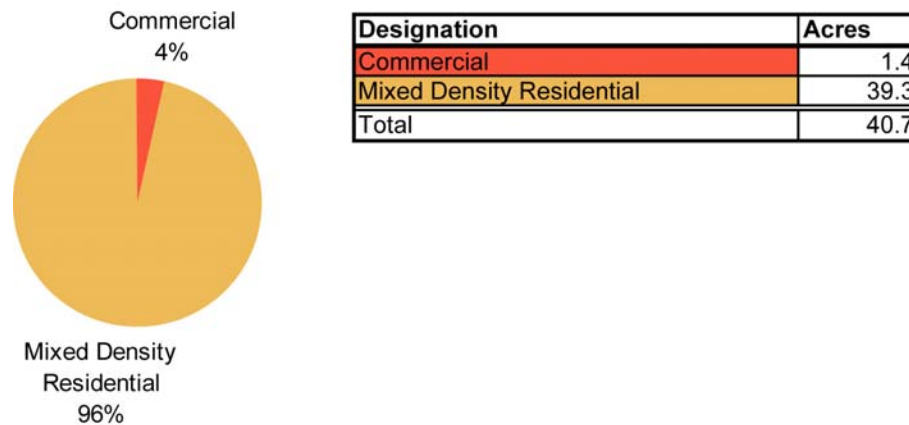 Commercial
4%
Mixed Density
Residential
96%
Designation Acres
Commercial 1.4
Mixed Density Residential 39.3
Total 40.7